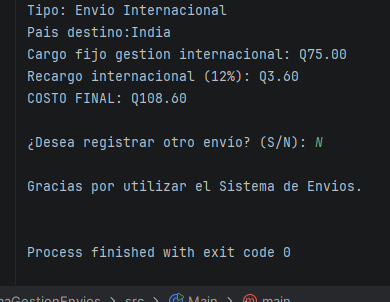 Tipo: Envio Internacional
Pais destino:India
Cargo fijo gestion internacional: Q75.00
Recargo internacional (12%): Q3.60
COSTO FINAL: Q108.60
¿Desea registrar otro envío? (S/N): N
Gracias por utilizar el Sistema de Envios.
Process finished with exit code 0
naGestionEnvios > src > Main > main